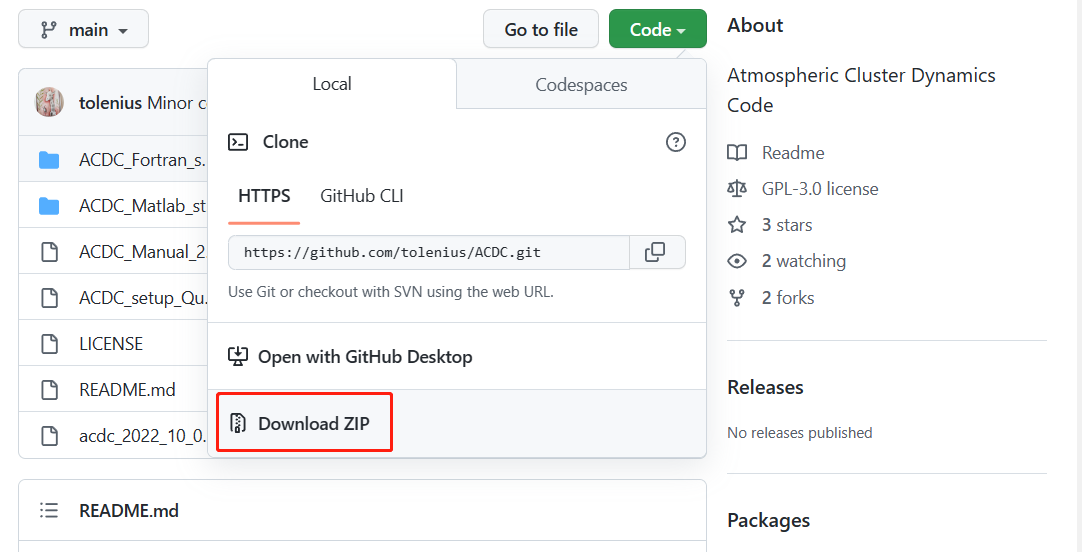 main
Go to file
Code
About
Atmospheric Cluster Dynamics
Code
Readme
GPL-3.0 license
3 stars
2 watching
2 forks
Releases
No releases published
Packages
Local
Codespaces
Clone
HTTPS
GitHub CLI
https://github.com/tolenius/ACDC.git
Use Git or checkout with SVN using the web URL.
Open with GitHub Desktop
Download ZIP
tolenius Minor c
ACDC_Fortran_s.
ACDC_Matlab_st
ACDC_Manual_2.
ACDC_setup_Qu.
LICENSE
README.md
acdc_2022_10_0.
README.md